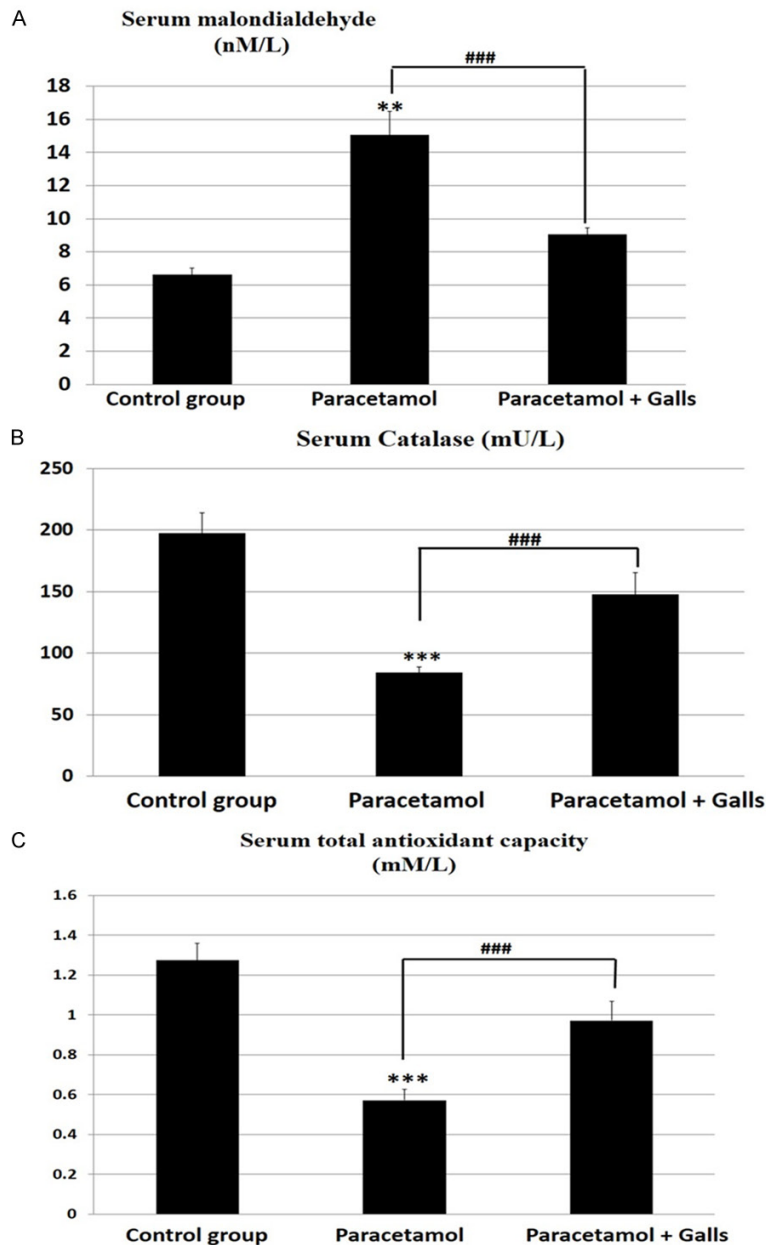 A
Serum malondialdehyde
(nM/L)
###
18
**
16
14
12
10
8
6
4
2
0
Control group Paracetamol Paracetamol + Galls
B
Serum Catalase (mU/L)
250
###
200
150
***
100
50
0
Control group Paracetamol Paracetamol + Galls
C
Serum total antioxidant capacity
(mM/L)
1.6
1.4
###
1.2
1
0.8
***
0.6
0.4
0.2
0
Control group Paracetamol Paracetamol + Galls